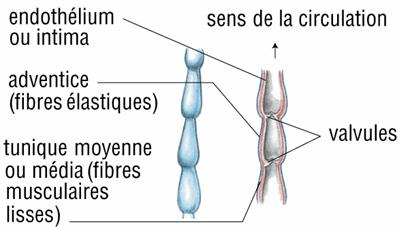 endothélium
ou intima
sens de la circulation
adventice
(fibres élastiques)
valvules
tunique moyenne
ou média (fibres
musculaires
lisses)